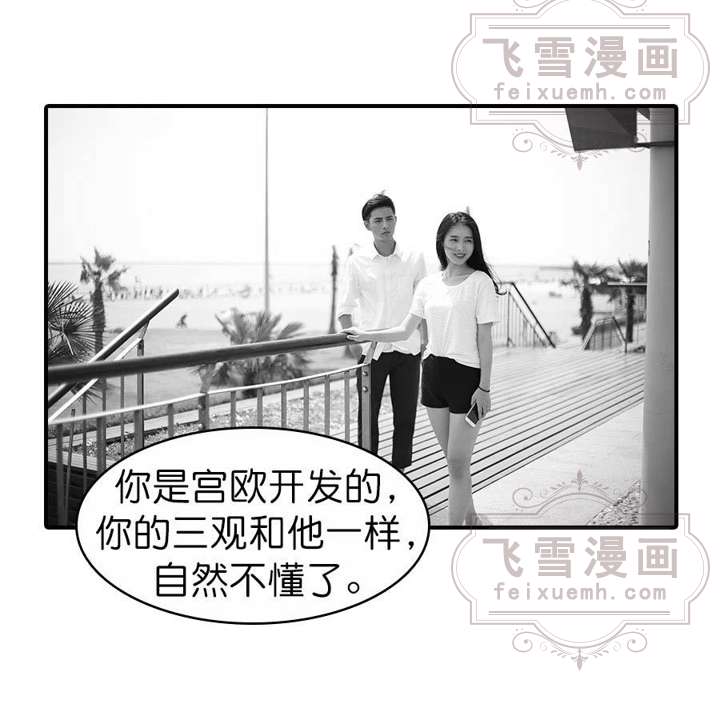 飞雪漫画
feixuemh.com
你是宫欧开发的，
你的三观和他一样，
自然不懂了。
飞雪漫画
feixuemh.com